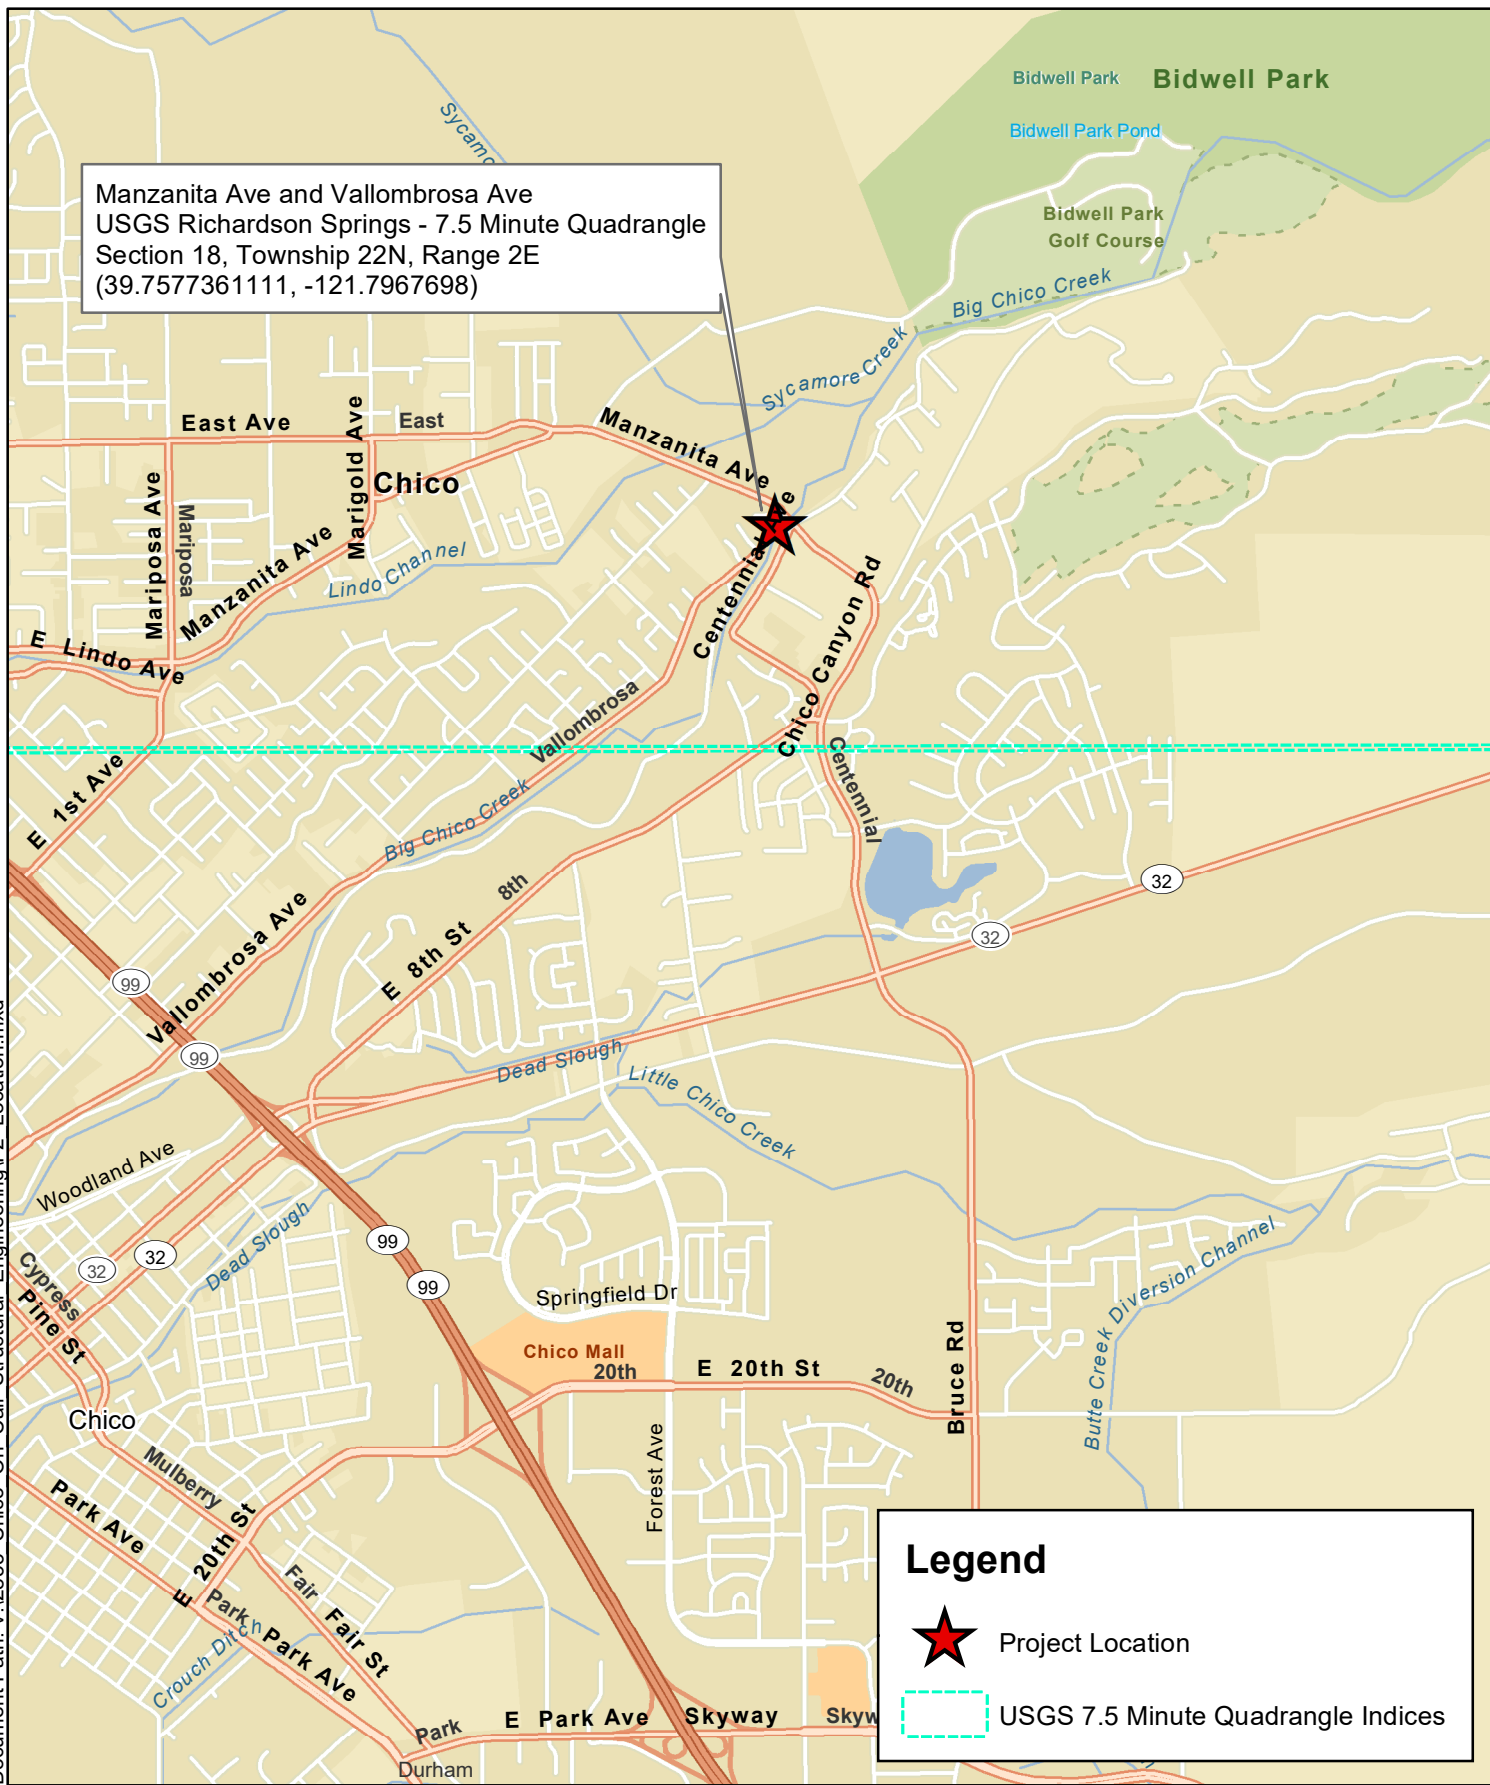 Bidwell Park
Bidwell Park
Bidwell Park Pond
Manzanita Ave and Vallombrosa Ave
USGS Richardson Springs - 7.5 Minute Quadrangle
Section 18, Township 22N, Range 2E
(39.7577361111, -121.7967698)
Bidwell Park
Golf Course
Big Chico Creek
Sycamore Creek
East Ave
East
Marigold Ave
Manzanita Ave
Chico
Mariposa Ave
Mariposa
Manzanita Ave
Lindo Channel
Centennial Ave
Chico Canyon Rd
E Lindo Ave
Vallombrosa
Centennial
E 1st Ave
Big Chico Creek
8th
32
32
Vallombrosa Ave
E 8th St
99
99
Dead Slough
Little Chico Creek
Woodland Ave
Dead Slough
99
99
32
32
Cypress
Pine St
Springfield Dr
Butte Creek Diversion Channel
Chico Mall
20th
E 20th St
20th
Bruce Rd
Chico
Mulberry
Forest Ave
Park Ave
E 20th St
Fair
Fair St
Park
Park Ave
Crouch Ditch
Park
E Park Ave
Skyway
Durham
Legend
Project Location
USGS 7.5 Minute Quadrangle Indices